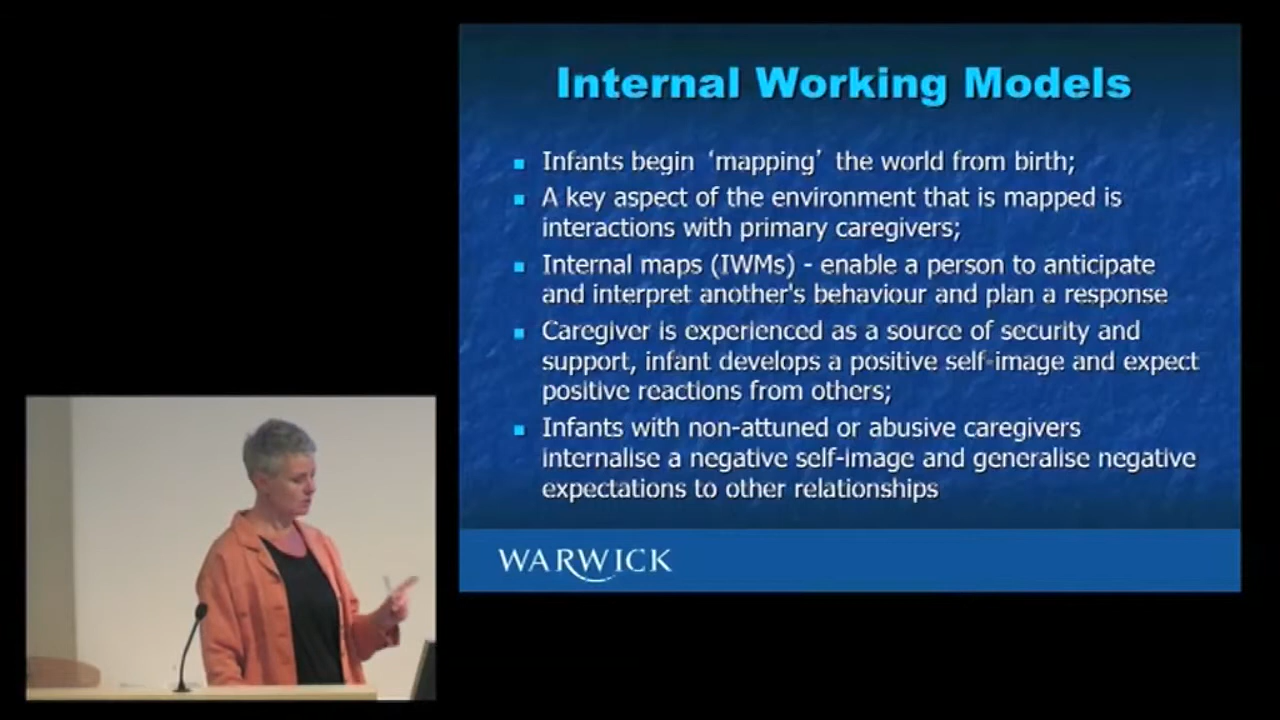 Internal Working Models
Infants begin ‘mapping’ the world from birth;
A key aspect of the environment that is mapped is
interactions with primary caregivers;
Internal maps (IWMs) - enable a person to anticipate
and interpret another's behaviour and plan a response
Caregiver is experienced as a source of security and
support, infant develops a positive self-image and expect
positive reactions from others;
Infants with non-attuned or abusive caregivers
internalise a negative self-image and generalise negative
expectations to other relationships
WARWICK